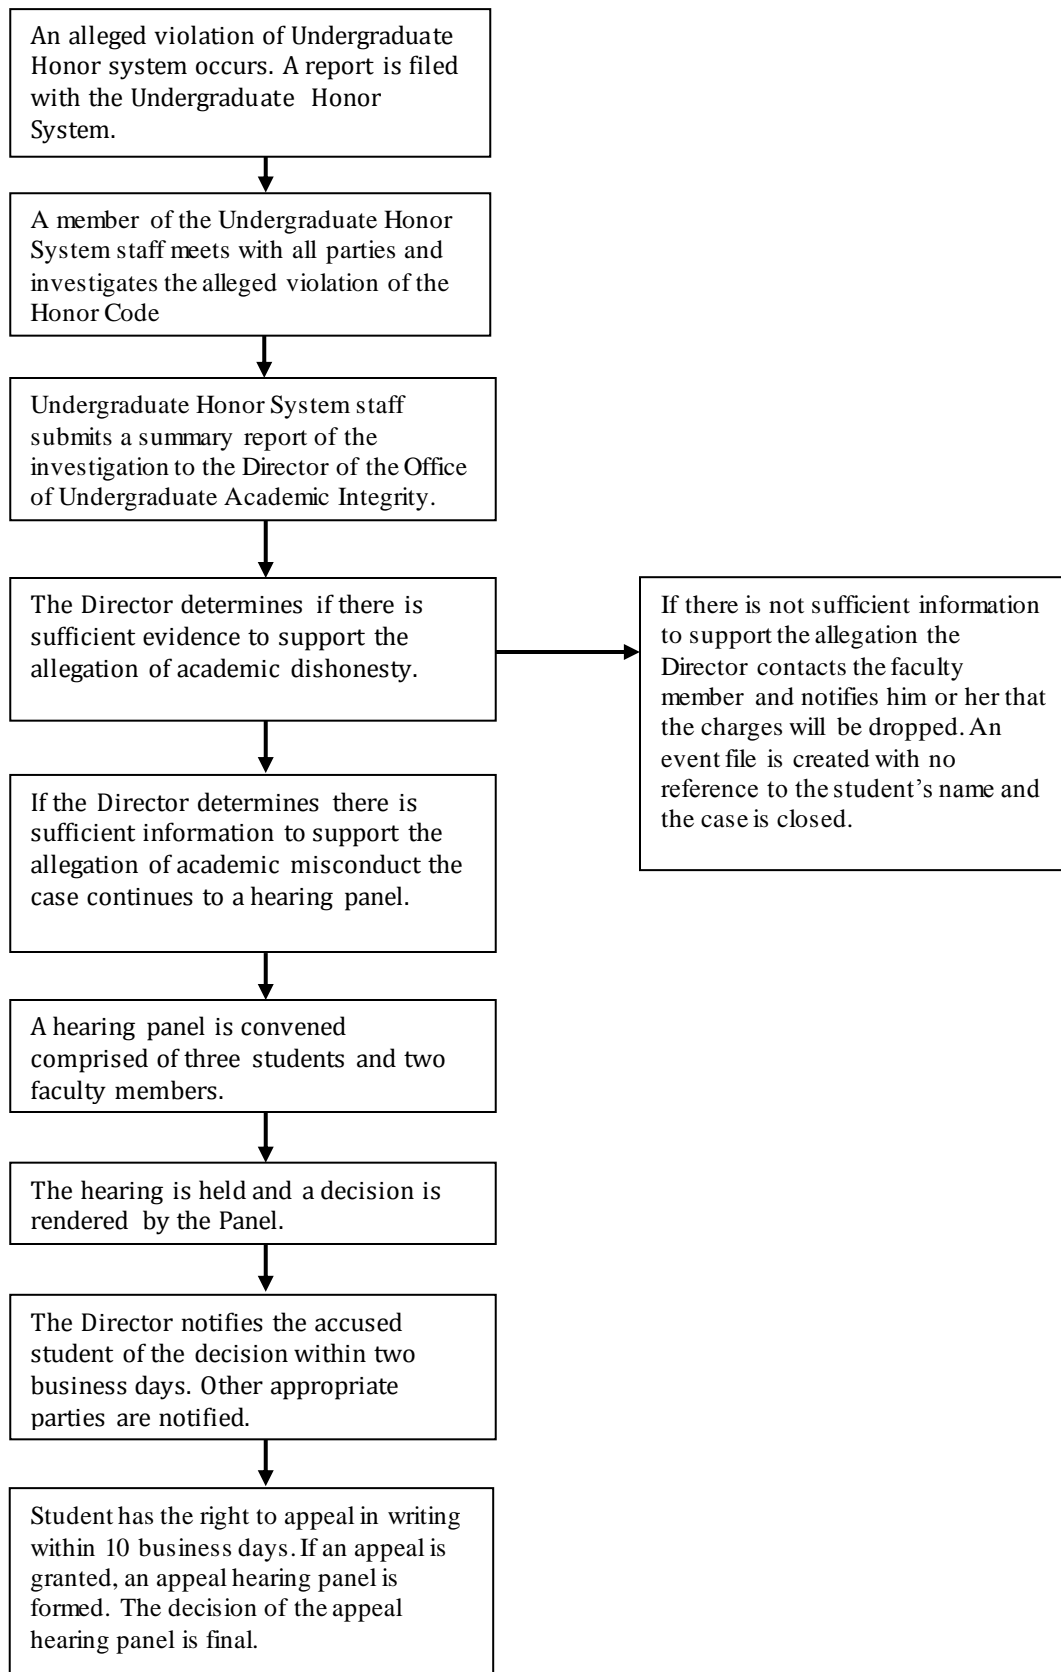 An alleged violation of Undergraduate
Honor system occurs. A report is filed
with the Undergraduate Honor
System.
A member of the Undergraduate Honor
System staff meets with all parties and
investigates the alleged violation of the
Honor Code
Undergraduate Honor System staff
submits a summary report of the
investigation to the Director of the Office
of Undergraduate Academic Integrity.
The Director determines if there is
sufficient evidence to support the
allegation of academic dishonesty.
If there is not sufficient information
to support the allegation the
Director contacts the faculty
member and notifies him or her that
the charges will be dropped. An
event file is created with no
reference to the student’s name and
the case is closed.
If the Director determines there is
sufficient information to support the
allegation of academic misconduct the
case continues to a hearing panel.
A hearing panel is convened
comprised of three students and two
faculty members.
The hearing is held and a decision is
rendered by the Panel.
The Director notifies the accused
student of the decision within two
business days. Other appropriate
parties are notified.
Student has the right to appeal in writing
within 10 business days. If an appeal is
granted, an appeal hearing panel is
formed. The decision of the appeal
hearing panel is final.